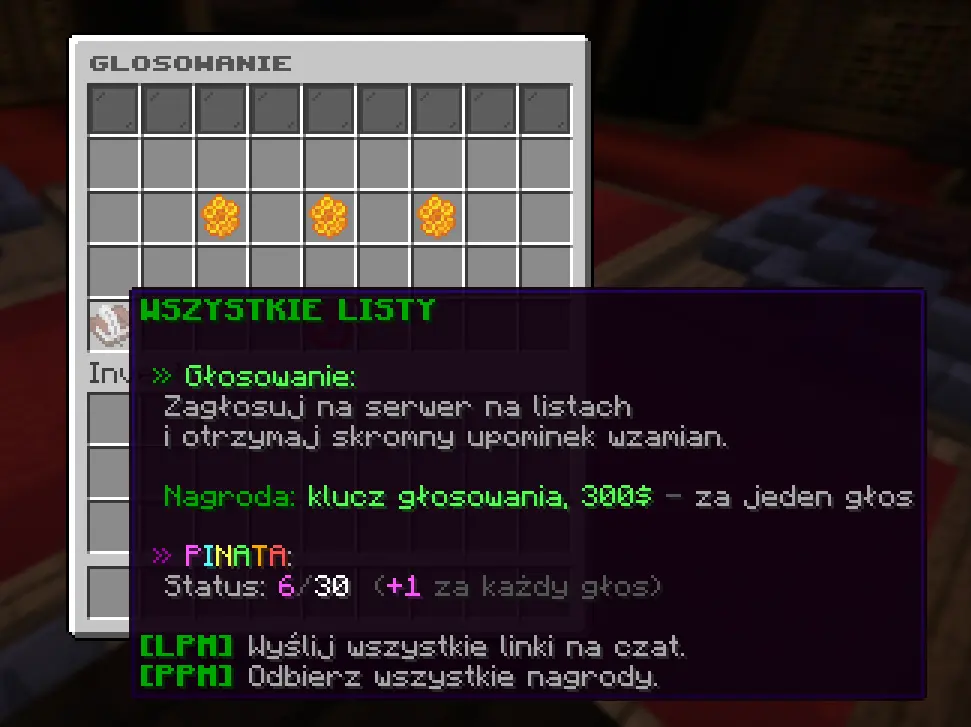 GLOSOWANIE
WSZYSTKIE LISTY
» Głosowanie:
Zagłosuj na serwer na listach
i otrzymaj skromny upominek wzamian.
Nagroda: klucz głosowania, 300$ – za jeden głos
» PINATA:
Status: 6/30 (+1 za każdy głos)
[LPM] Wyślij wszystkie linki na czat.
[PPM] Odbierz wszystkie nagrody.